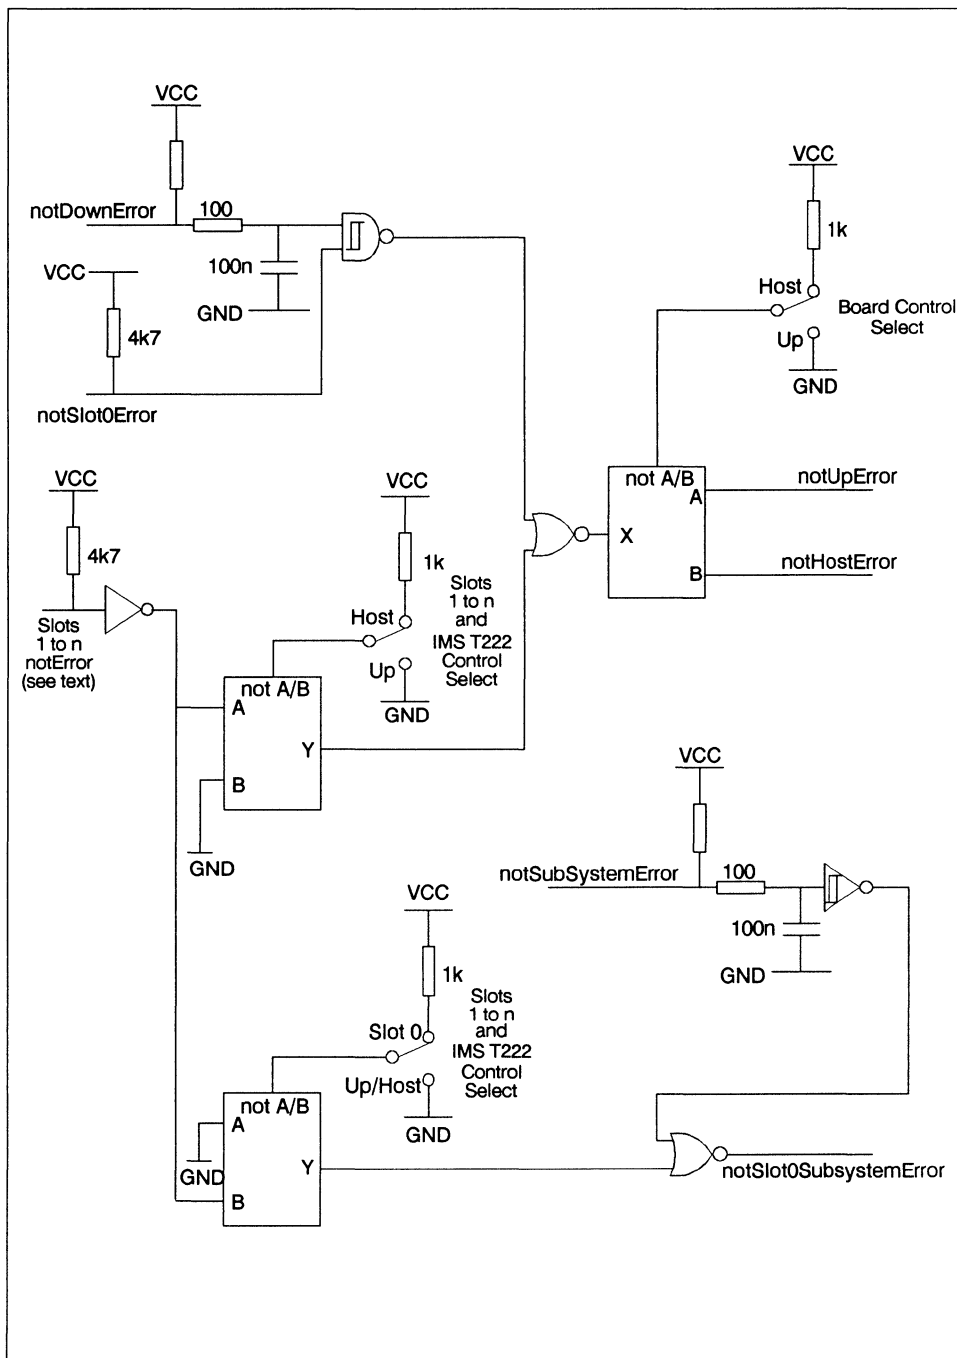 VCC
notDownError
100
100n
GND
VCC
4k7
notSlot0Error
VCC
1k
Host
Board Control
Select
Up
GND
not A/B
A
X
B
notUpError
notHostError
VCC
4k7
Slots
1 to n
notError
(see text)
VCC
1k
Slots
1 to n
and
IMS T222
Control
Select
Host
Up
GND
not A/B
A
Y
B
GND
VCC
notSubSystemError
100
100n
GND
VCC
1k
Slots
1 to n
and
IMS T222
Control
Select
Slot 0
Up/Host
GND
not A/B
A
GND
Y
B
notSlot0SubsystemError